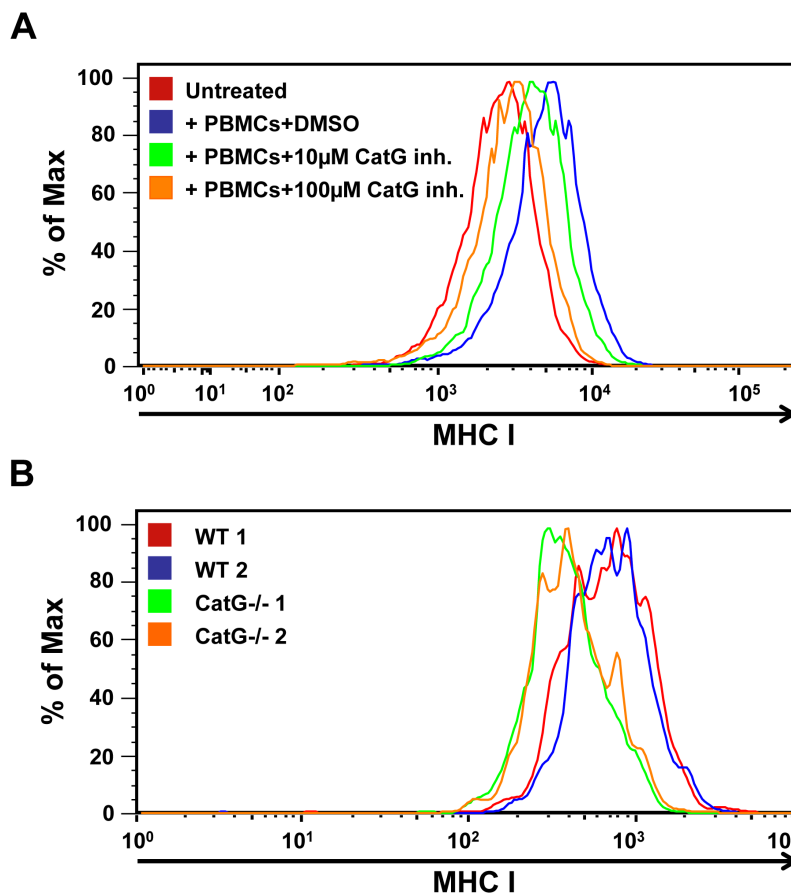 A
% of Max
100
80
60
40
20
0
Untreated
+ PBMCs+DMSO
+ PBMCs+10µM CatG inh.
+ PBMCs+100µM CatG inh.
10⁰ 10¹ 10² 10³ 10⁴ 10⁵
MHC I
B
% of Max
100
80
60
40
20
0
WT 1
WT 2
CatG-/- 1
CatG-/- 2
10⁰ 10¹ 10² 10³ 10
MHC I